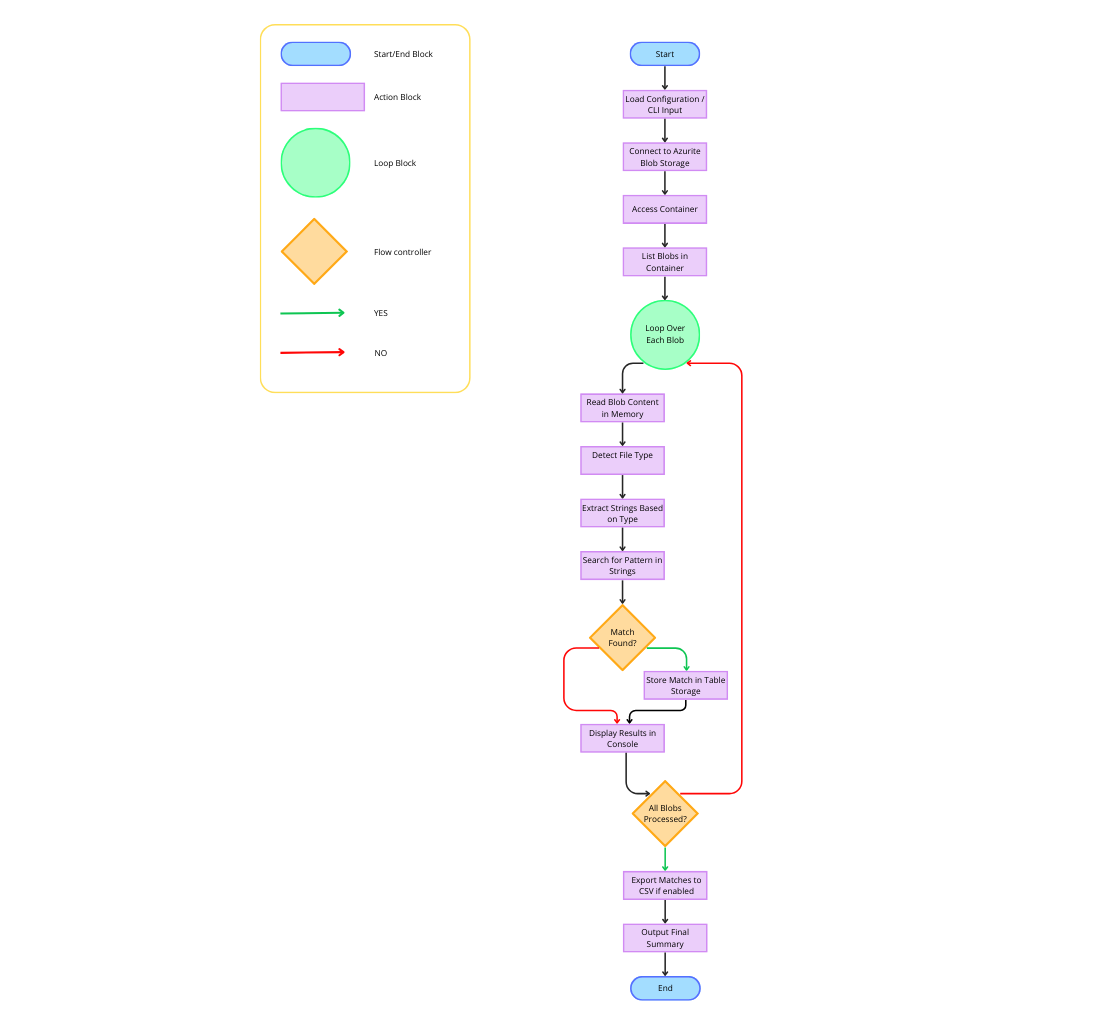 Start/End Block
Action Block
Loop Block
Flow controller
YES
NO
Start
Load Configuration /
CLI Input
Connect to Azurite
Blob Storage
Access Container
List Blobs in
Container
Loop Over
Each Blob
Read Blob Content
in Memory
Detect File Type
Extract Strings Based
on Type
Search for Pattern in
Strings
Match
Found?
Store Match in Table
Storage
Display Results in
Console
All Blobs
Processed?
Export Matches to
CSV if enabled
Output Final
Summary
End